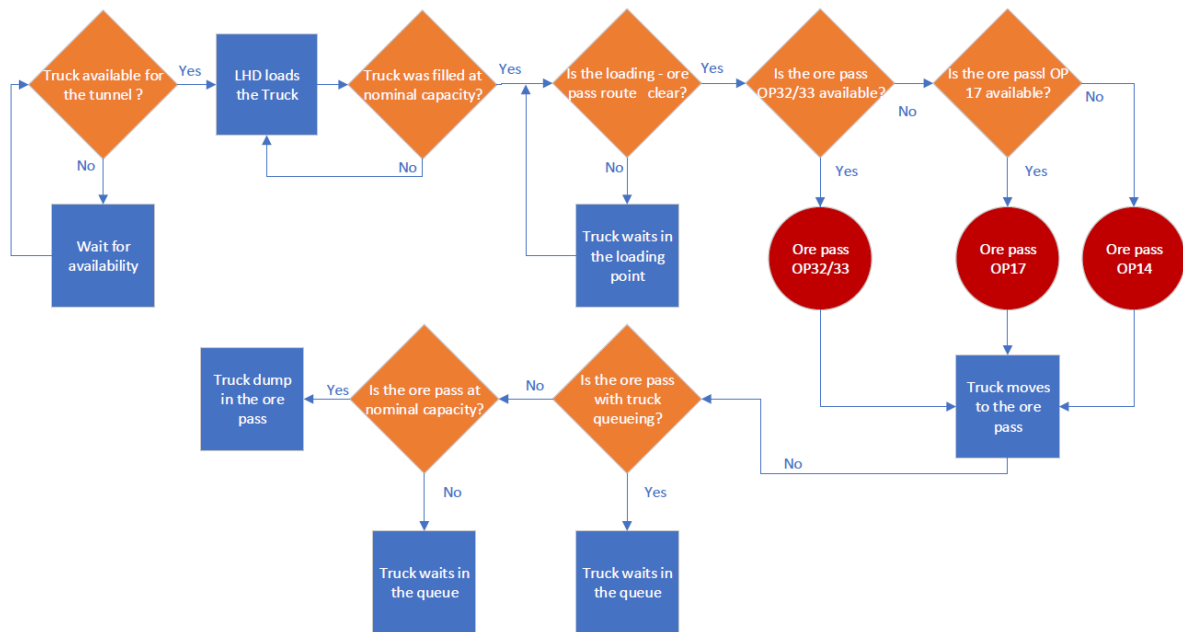 Truck available for
the tunnel ?
Yes
No
Wait for
availability
LHD loads
the Truck
Truck was filled at
nominal capacity?
Yes
No
Is the loading - ore
pass route clear?
Yes
No
Truck waits in
the loading
point
Is the ore pass
OP32/33 available?
No
Yes
Is the ore passl OP
17 available?
No
Yes
Ore pass
OP32/33
Ore pass
OP17
Ore pass
OP14
Truck moves
to the ore
pass
No
Is the ore pass
with truck
queueing?
No
Yes
Truck waits in
the queue
Is the ore pass at
nominal capacity?
Yes
No
Truck waits in
the queue
Truck dump
in the ore
pass